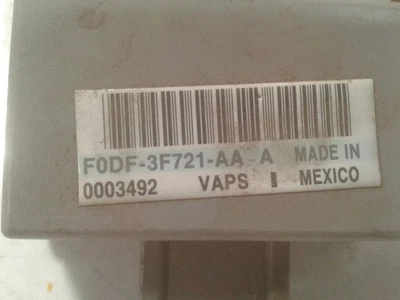 F0DF-3F721-AA A MADE IN
0003492 VAPS I MEXICO